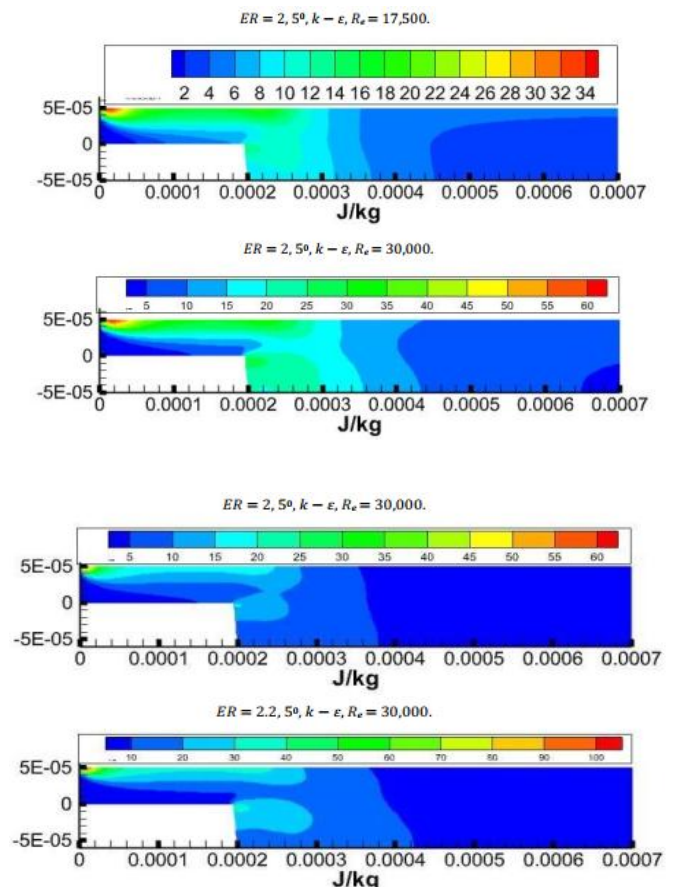 ER = 2, 5⁰, k − ε, Rₑ = 17,500.
2 4 6 8 10 12 14 16 18 20 22 24 26 28 30 32 34
5E-05
0
-5E-05
0 0.0001 0.0002 0.0003 0.0004 0.0005 0.0006 0.0007
J/kg
ER = 2, 5⁰, k − ε, Rₑ = 30,000.
5 10 15 20 25 30 35 40 45 50 55 60
5E-05
0
-5E-05
0 0.0001 0.0002 0.0003 0.0004 0.0005 0.0006 0.0007
J/kg
ER = 2, 5⁰, k − ε, Rₑ = 30,000.
5 10 15 20 25 30 35 40 45 50 55 60
5E-05
0
-5E-05
0 0.0001 0.0002 0.0003 0.0004 0.0005 0.0006 0.0007
J/kg
ER = 2.2, 5⁰, k − ε, Rₑ = 30,000.
10 20 30 40 50 60 70 80 90 100
5E-05
0
-5E-05
0 0.0001 0.0002 0.0003 0.0004 0.0005 0.0006 0.0007
J/kg